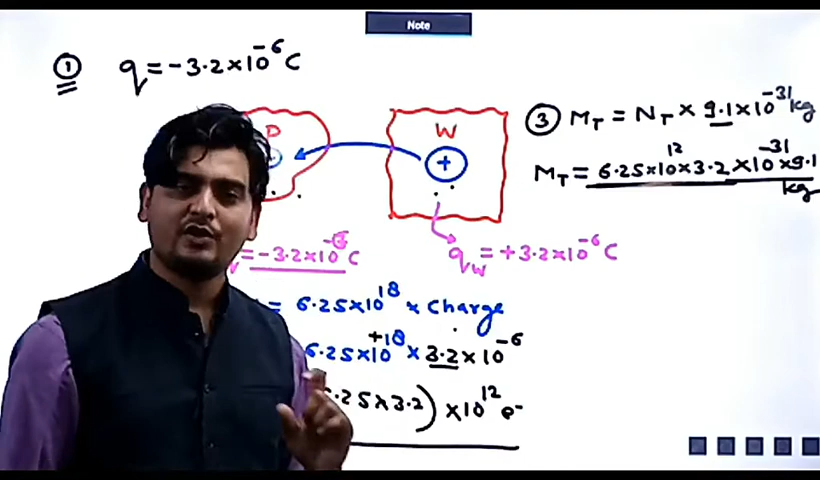 Note
① q = -3.2×10⁻⁶ C
D
W
+
q_W = +3.2×10⁻⁶ C
= -3.2×10⁻⁶ C
= 6.25×10¹⁸ × Charge
6.25×10⁺¹⁸ × 3.2 × 10⁻⁶
.25×3.2) × 10¹² e⁻
③ M_T = N_T × 9.1×10⁻³¹ kg
M_T = 6.25×10¹² × 3.2 × 10⁻³¹ × 9.1 kg